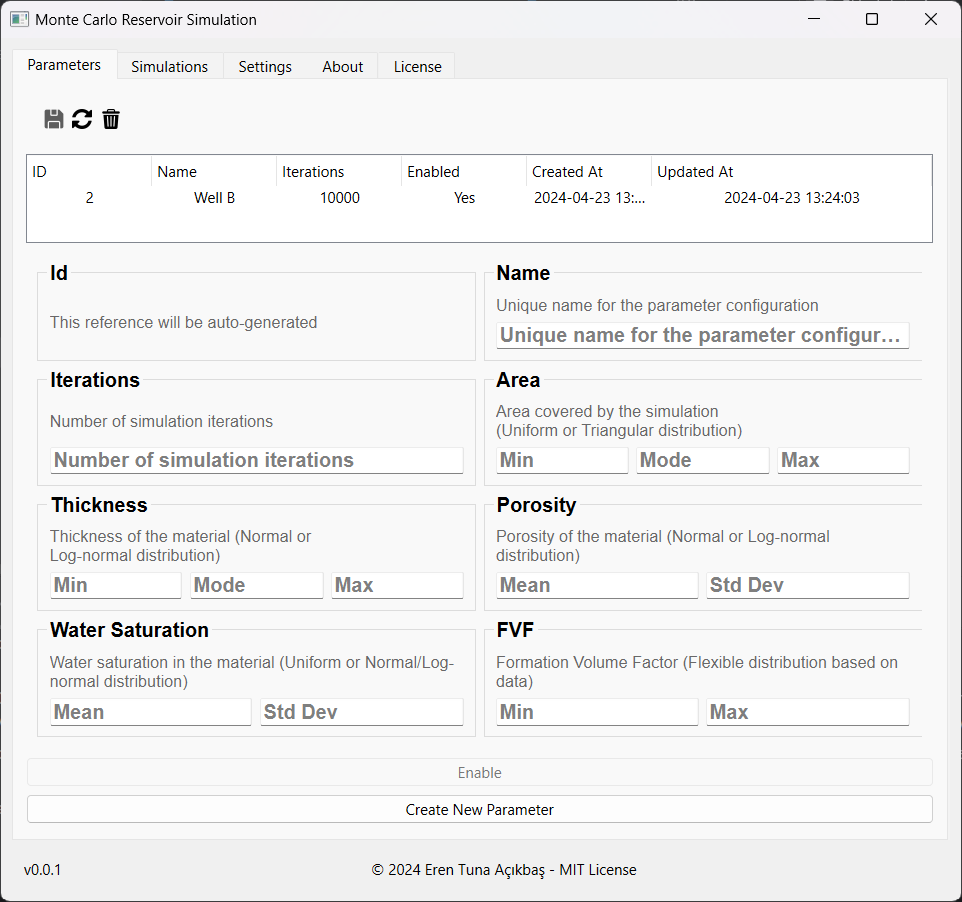 Monte Carlo Reservoir Simulation
Parameters Simulations Settings About License
ID Name Iterations Enabled Created At Updated At
2 Well B 10000 Yes 2024-04-23 13:... 2024-04-23 13:24:03
Id
This reference will be auto-generated
Name
Unique name for the parameter configuration
Unique name for the parameter configur...
Iterations
Number of simulation iterations
Number of simulation iterations
Area
Area covered by the simulation
(Uniform or Triangular distribution)
Min Mode Max
Thickness
Thickness of the material (Normal or
Log-normal distribution)
Min Mode Max
Porosity
Porosity of the material (Normal or Log-normal
distribution)
Mean Std Dev
Water Saturation
Water saturation in the material (Uniform or Normal/Log-
normal distribution)
Mean Std Dev
FVF
Formation Volume Factor (Flexible distribution based on
data)
Min Max
Enable
Create New Parameter
v0.0.1 © 2024 Eren Tuna Açıkbaş - MIT License